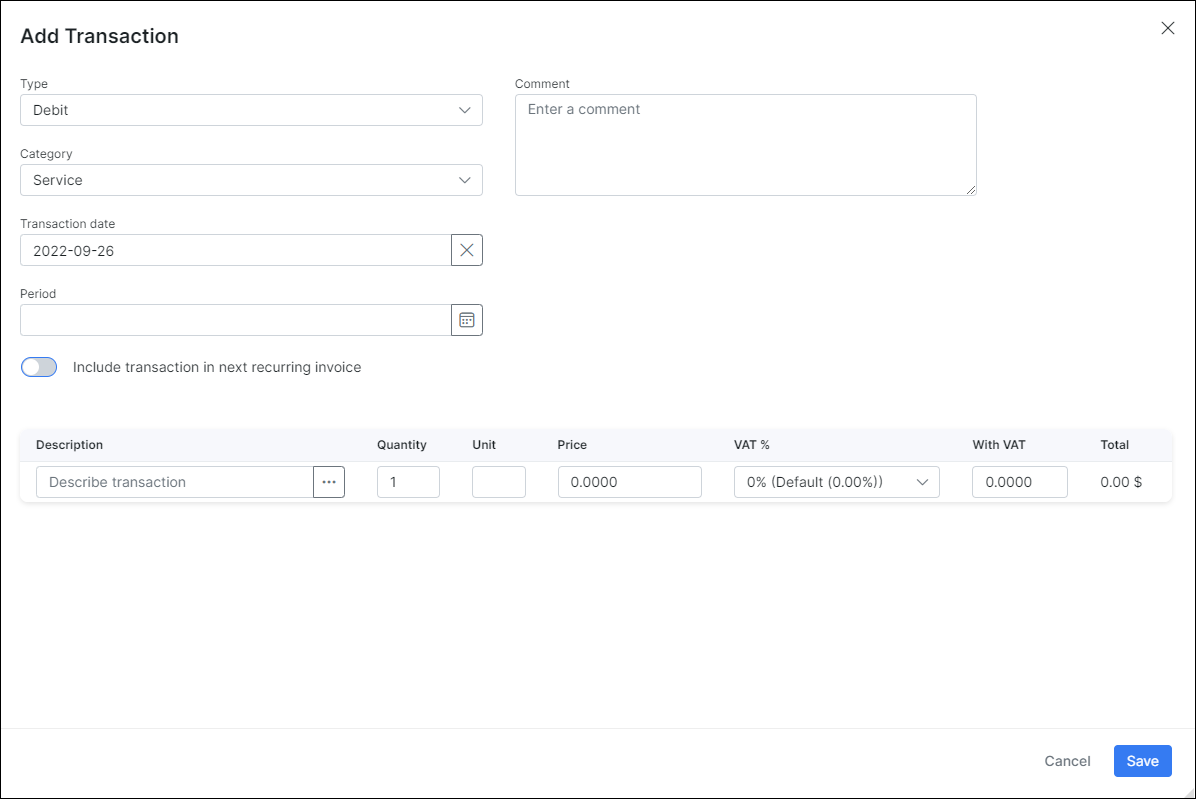 Add Transaction
Type
Debit
Category
Service
Transaction date
2022-09-26
Period
Include transaction in next recurring invoice
Comment
Enter a comment
Description Quantity Unit Price VAT % With VAT Total
Describe transaction ... 1 0.0000 0% (Default (0.00%)) 0.0000 0.00 $
Cancel Save